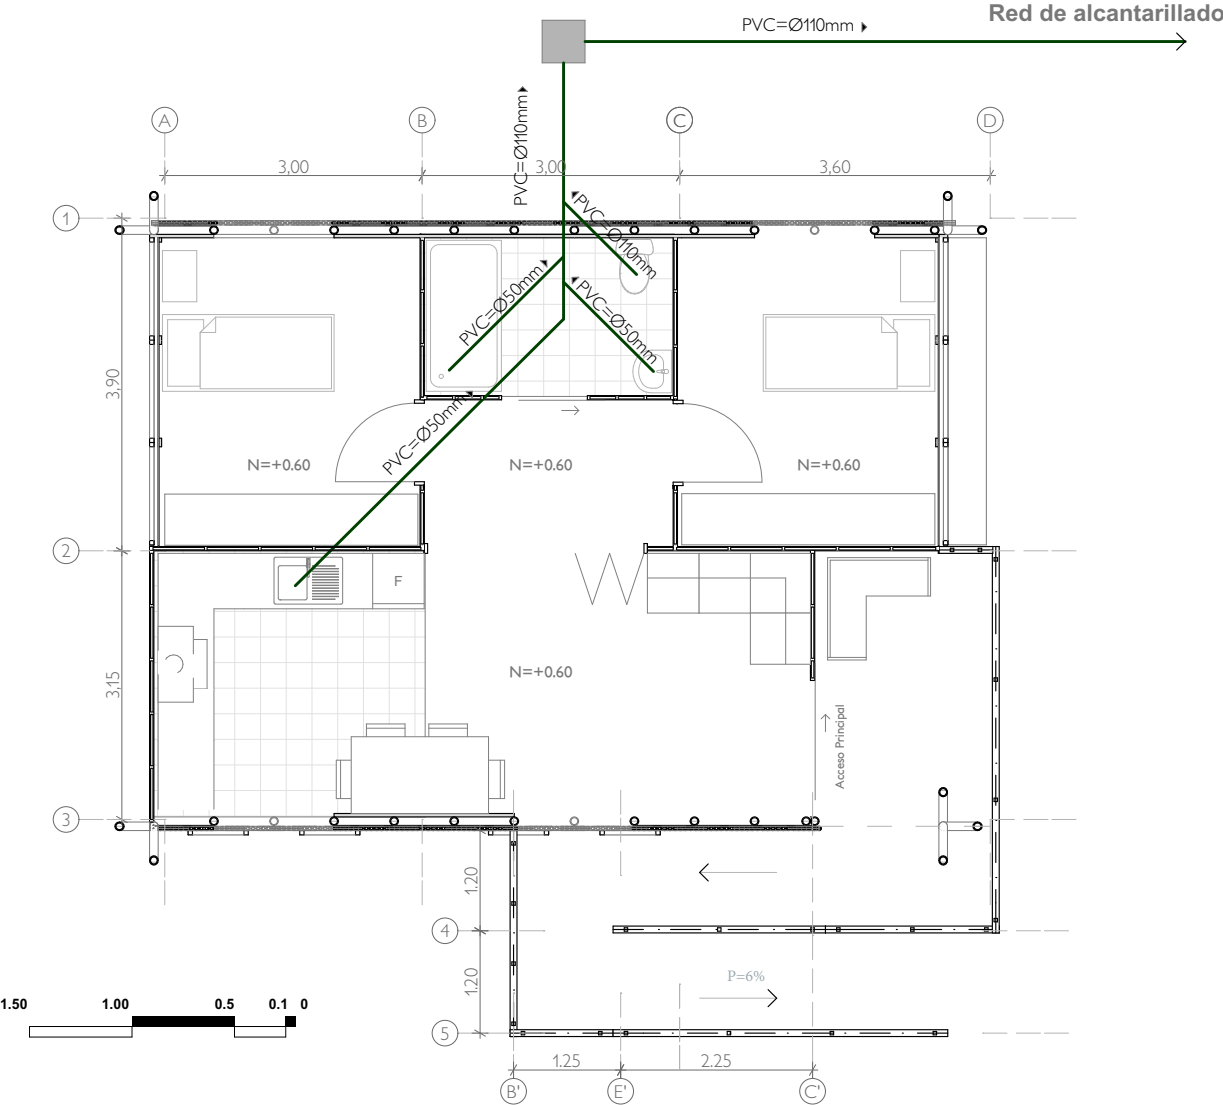 Red de alcantarillado
PVC=Ø110mm
PVC=Ø110mm
A
B
C
D
3,00
3,00
3,60
1
PVC=Ø110mm
PVC=Ø50mm
PVC=Ø50mm
3,90
PVC=Ø50mm
N=+0.60
N=+0.60
N=+0.60
2
F
3,15
N=+0.60
Acceso Principal
3
1.20
4
1.20
P=6%
1.50 1.00 0.5 0.1 0
5
1.25
2.25
B'
E'
C'